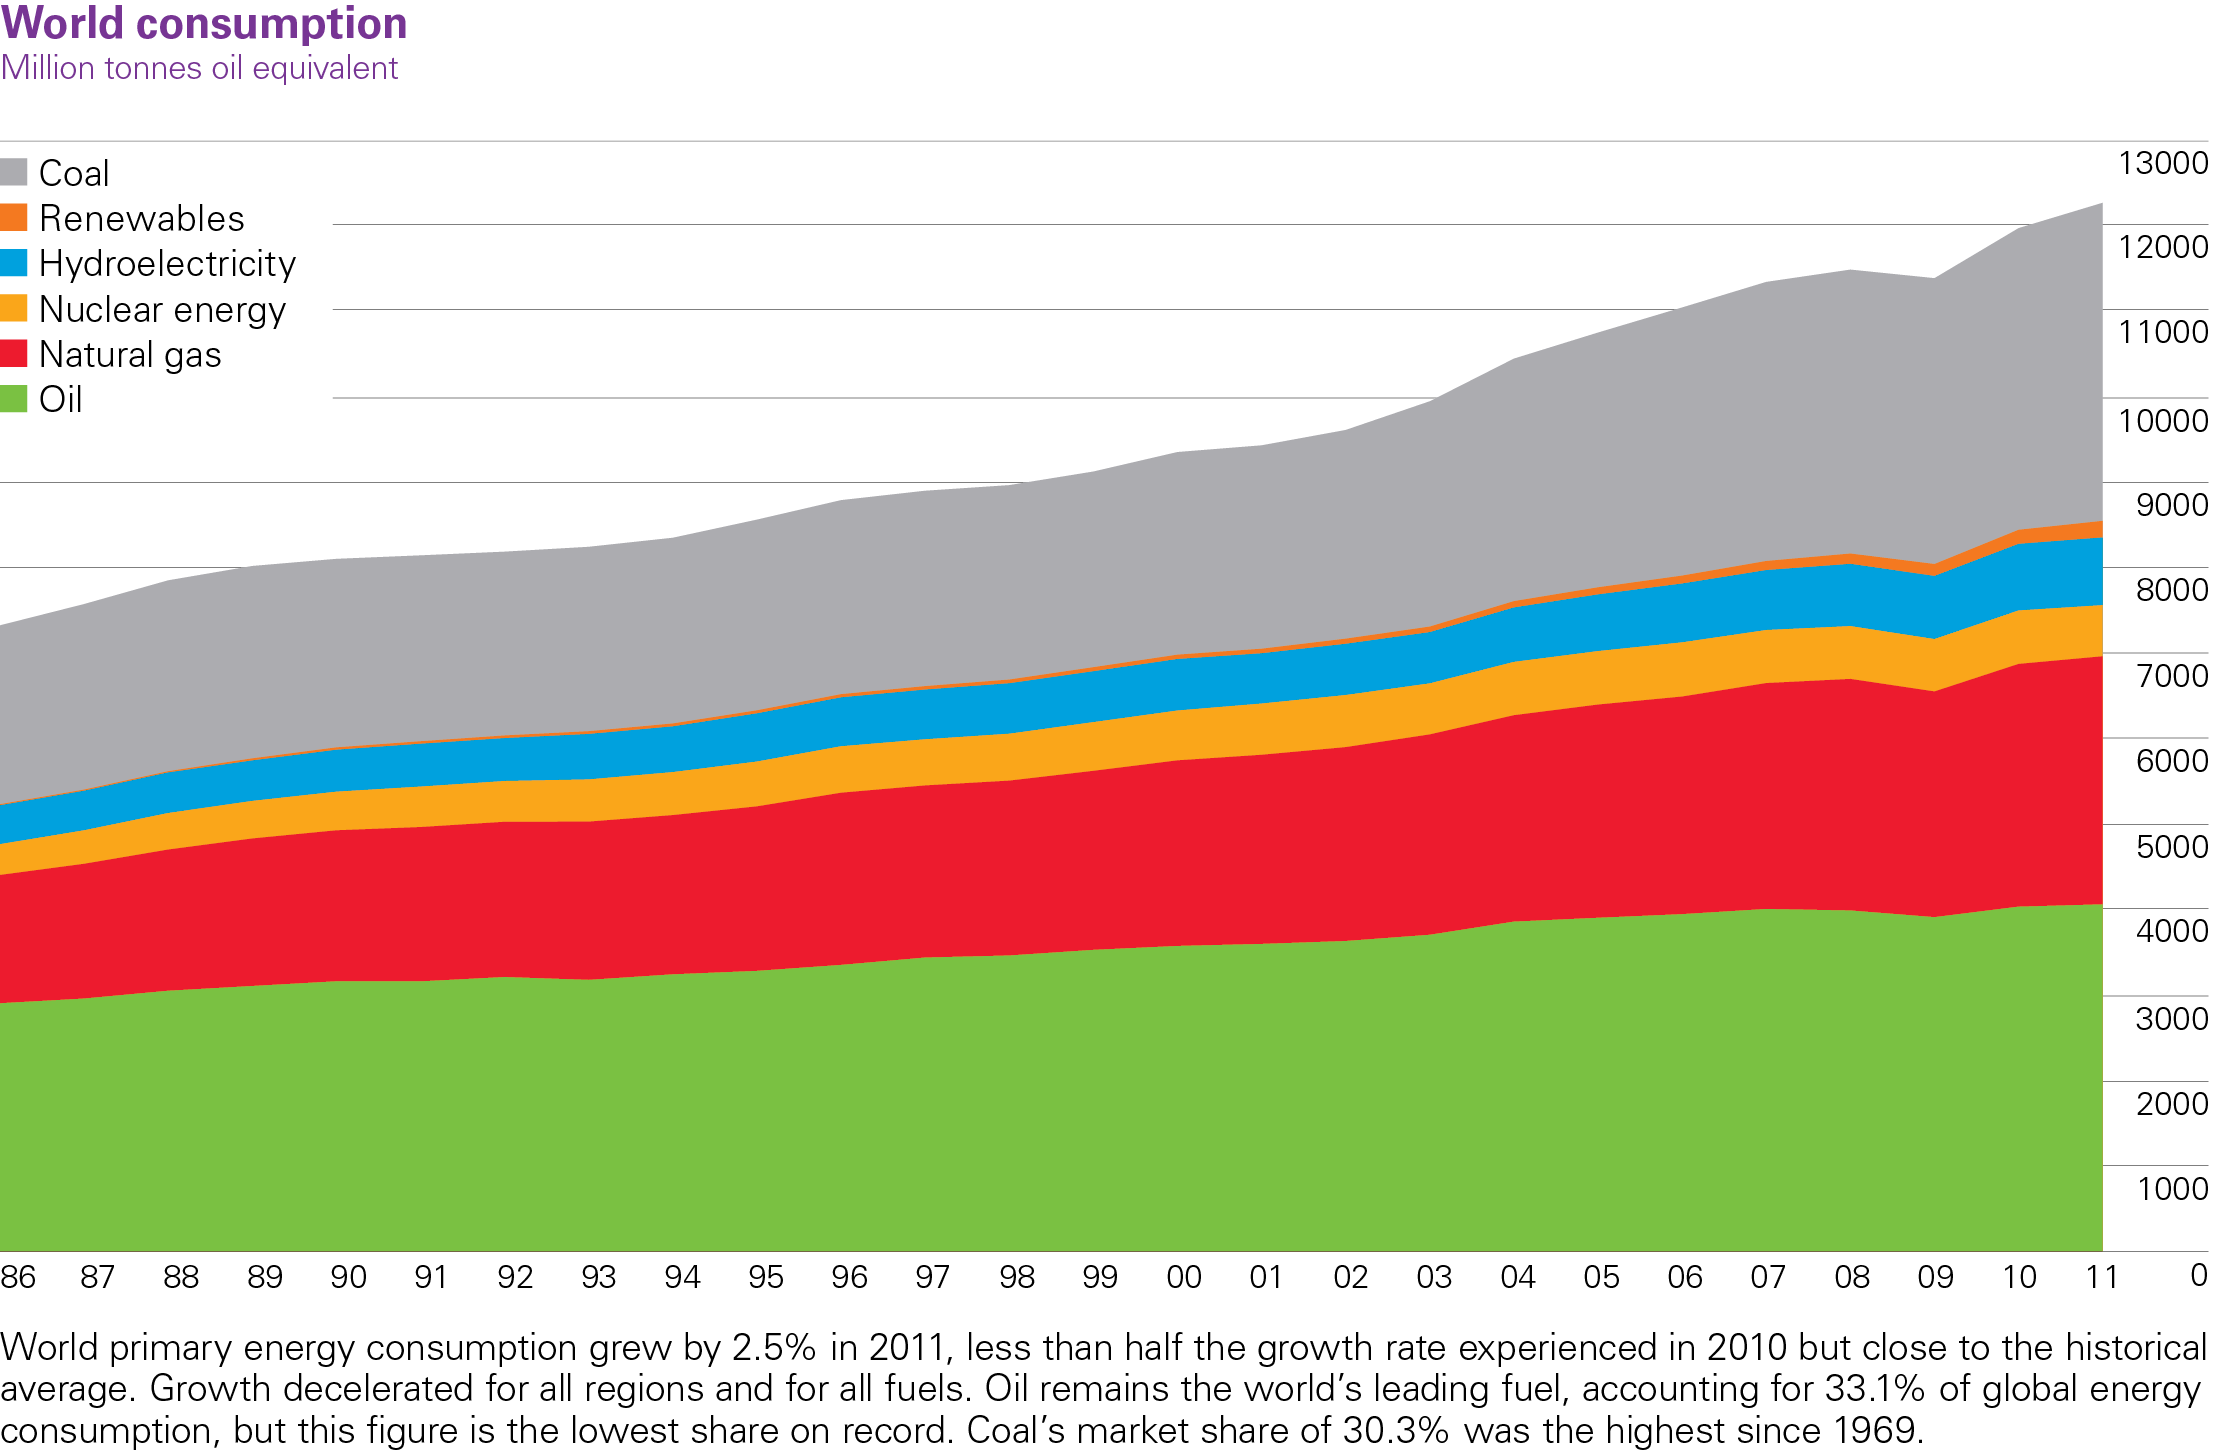 World consumption
Million tonnes oil equivalent
13000
Coal
Renewables
12000
Hydroelectricity
Nuclear energy
11000
Natural gas
Oil
10000
9000
8000
7000
6000
5000
4000
3000
2000
1000
86 87 88 89 90 91 92 93 94 95 96 97 98 99 00 01 02 03 04 05 06 07 08 09 10 11 0
World primary energy consumption grew by 2.5% in 2011, less than half the growth rate experienced in 2010 but close to the historical
average. Growth decelerated for all regions and for all fuels. Oil remains the world’s leading fuel, accounting for 33.1% of global energy
consumption, but this figure is the lowest share on record. Coal’s market share of 30.3% was the highest since 1969.